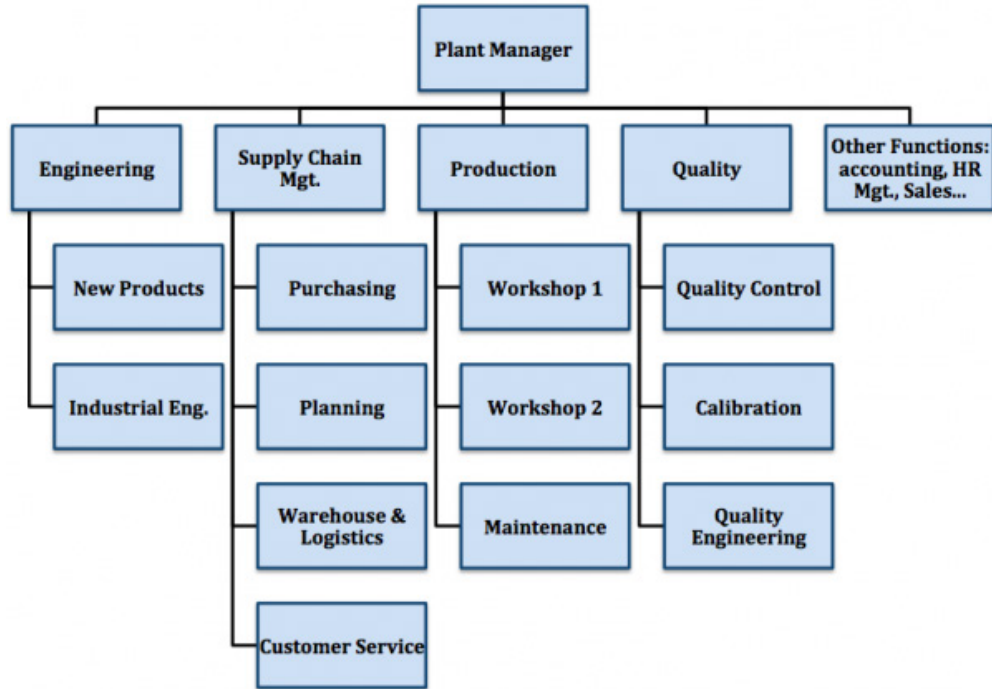 Plant Manager
Engineering
Supply Chain
Mgt.
Production
Quality
Other Functions:
accounting, HR
Mgt., Sales...
New Products
Purchasing
Workshop 1
Quality Control
Industrial Eng.
Planning
Workshop 2
Calibration
Warehouse &
Logistics
Maintenance
Quality
Engineering
Customer Service